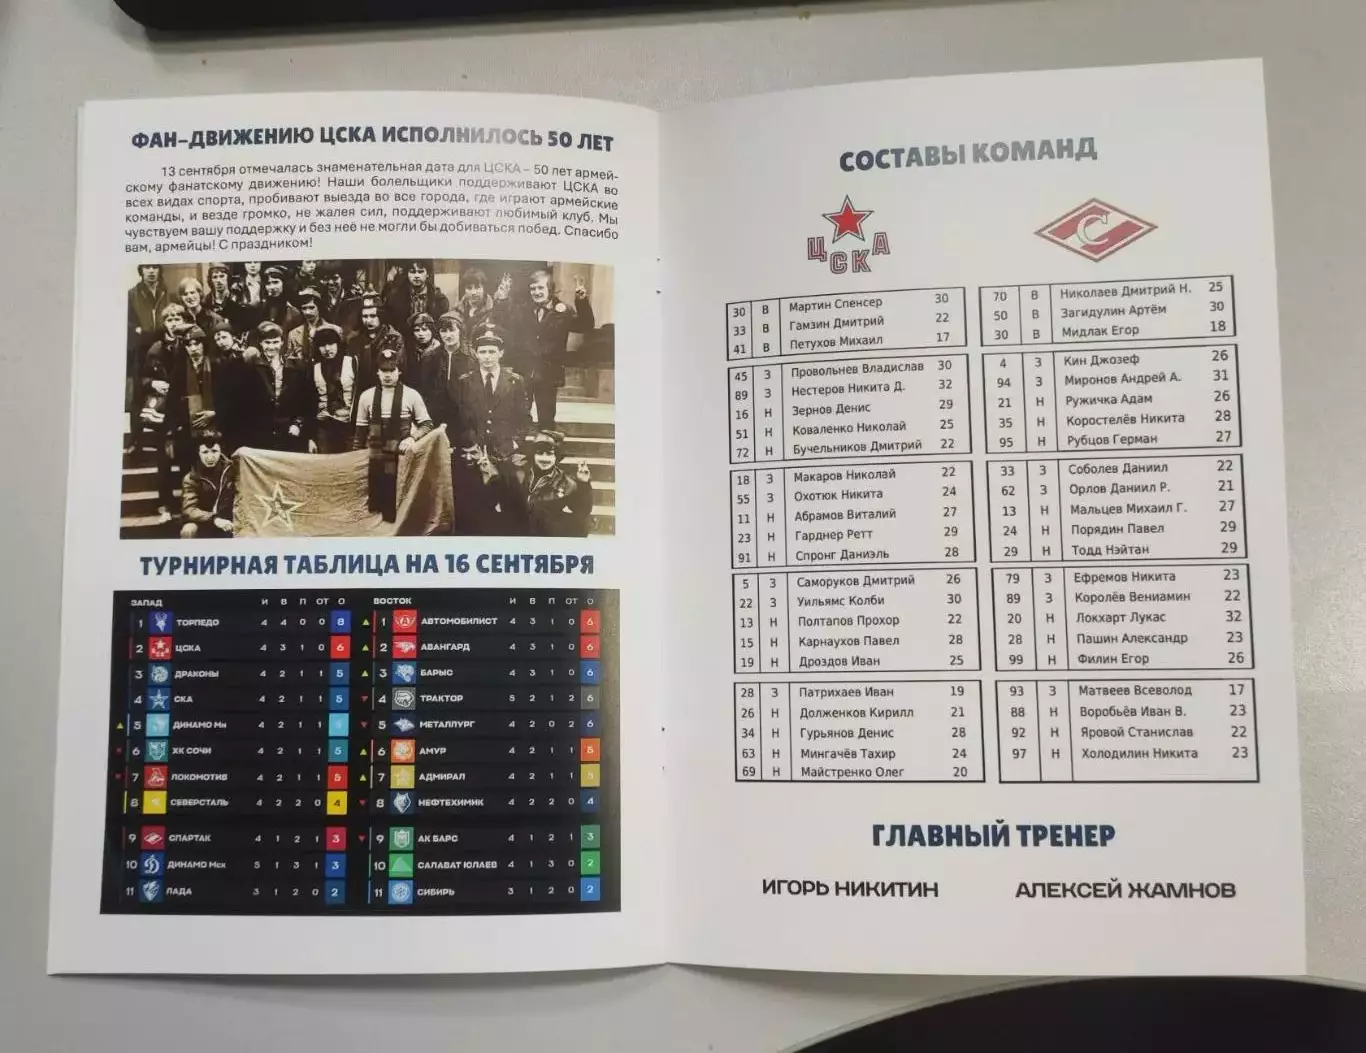 ФАН-ДВИЖЕНИЮ ЦСКА ИСПОЛНИЛОСЬ 50 ЛЕТ
13 сентября отмечалась знаменательная дата для ЦСКА – 50 лет армей-
скому фанатскому движению! Наши болельщики поддерживают ЦСКА во
всех видах спорта, пробивают выезда во все города, где играют армейские
команды, и везде громко, не жалея сил, поддерживают любимый клуб. Мы
чувствуем вашу поддержку и без неё не могли бы добиваться побед. Спасибо
вам, армейцы! С праздником!
ТУРНИРНАЯ ТАБЛИЦА НА 16 СЕНТЯБРЯ
ЗАПАД И В П ОТ О
1 ТОРПЕДО 4 4 0 0 8
2 ЦСКА 4 3 1 0 6
3 ДРАКОНЫ 4 2 1 1 5
4 СКА 4 2 1 1 5
5 ДИНАМО Мн 4 2 1 1 5
6 ХК СОЧИ 4 2 1 1 5
7 ЛОКОМОТИВ 4 2 1 1 5
8 СЕВЕРСТАЛЬ 4 2 2 0 4
9 СПАРТАК 4 1 2 1 3
10 ДИНАМО Мск 5 1 3 1 3
11 ЛАДА 3 1 2 0 2
ВОСТОК И В П ОТ О
1 АВТОМОБИЛИСТ 4 3 1 0 6
2 АВАНГАРД 4 3 1 0 6
3 БАРЫС 4 3 1 0 6
4 ТРАКТОР 5 2 1 2 6
5 МЕТАЛЛУРГ 4 2 0 2 6
6 АМУР 4 2 1 1 5
7 АДМИРАЛ 4 2 1 1 5
8 НЕФТЕХИМИК 4 2 2 0 4
9 АК БАРС 4 1 2 1 3
10 САЛАВАТ ЮЛАЕВ 4 1 3 0 2
11 СИБИРЬ 3 1 2 0 2
СОСТАВЫ КОМАНД
ЦСКА
С
30 В Мартин Спенсер 30
33 В Гамзин Дмитрий 22
41 В Петухов Михаил 17
45 З Провольнев Владислав 30
89 З Нестеров Никита Д. 32
16 Н Зернов Денис 29
51 Н Коваленко Николай 25
72 Н Бучельников Дмитрий 22
18 З Макаров Николай 22
55 З Охотюк Никита 24
11 Н Абрамов Виталий 27
23 Н Гарднер Ретт 29
91 Н Спронг Даниэль 28
5 З Саморуков Дмитрий 26
22 З Уильямс Колби 30
13 Н Полтапов Прохор 22
15 Н Карнаухов Павел 28
19 Н Дроздов Иван 25
28 З Патрихаев Иван 19
26 Н Долженков Кирилл 21
34 Н Гурьянов Денис 28
63 Н Мингачёв Тахир 24
69 Н Майстренко Олег 20
70 В Николаев Дмитрий Н. 25
50 В Загидулин Артём 30
30 В Мидлак Егор 18
4 З Кин Джозеф 26
94 З Миронов Андрей А. 31
21 Н Ружичка Адам 26
35 Н Коростелёв Никита 28
95 Н Рубцов Герман 27
33 З Соболев Даниил 22
62 З Орлов Даниил Р. 21
13 Н Мальцев Михаил Г. 27
24 Н Порядин Павел 29
29 Н Тодд Нэйтан 29
79 З Ефремов Никита 23
89 З Королёв Вениамин 22
20 Н Локхарт Лукас 32
28 Н Пашин Александр 23
99 Н Филин Егор 26
93 З Матвеев Всеволод 17
88 Н Воробьёв Иван В. 23
92 Н Яровой Станислав 22
97 Н Холодилин Никита 23
ГЛАВНЫЙ ТРЕНЕР
ИГОРЬ НИКИТИН
АЛЕКСЕЙ ЖАМНОВ